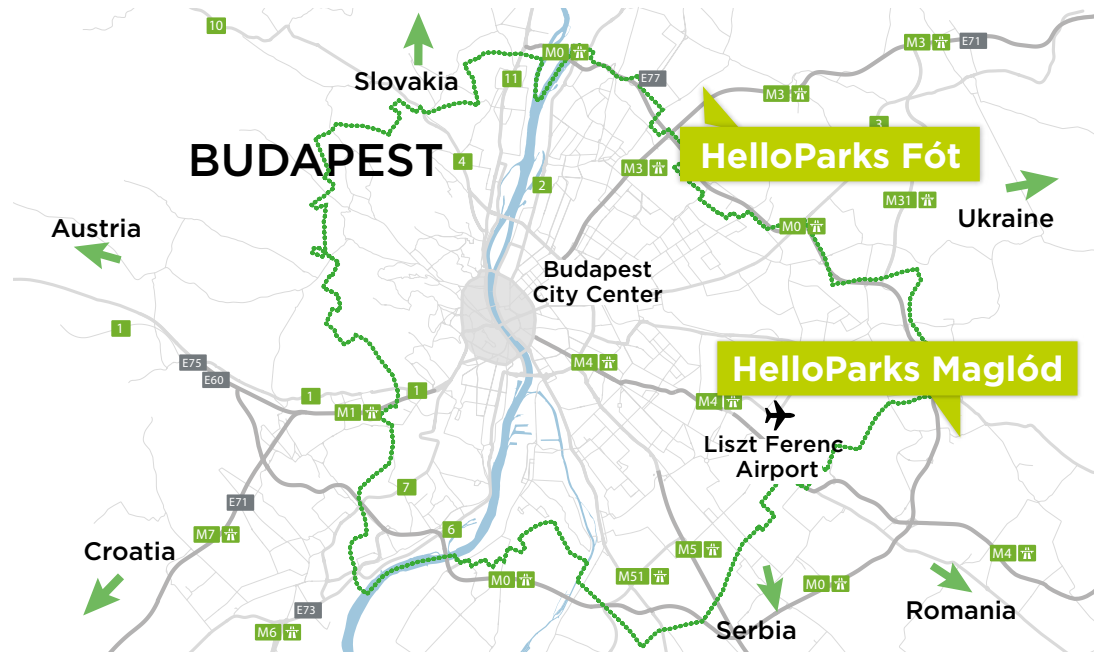 10
M3
E71
M0
11
E77
Slovakia
M3
3
BUDAPEST
4
HelloParks Fót
M3
2
M31
Ukraine
Austria
M0
Budapest
City Center
1
E75
M4
HelloParks Maglód
E60
1
1
M1
M4
Liszt Ferenc
Airport
7
E71
M7
6
Croatia
M5
M4
M0
M51
M0
E73
Romania
M6
Serbia